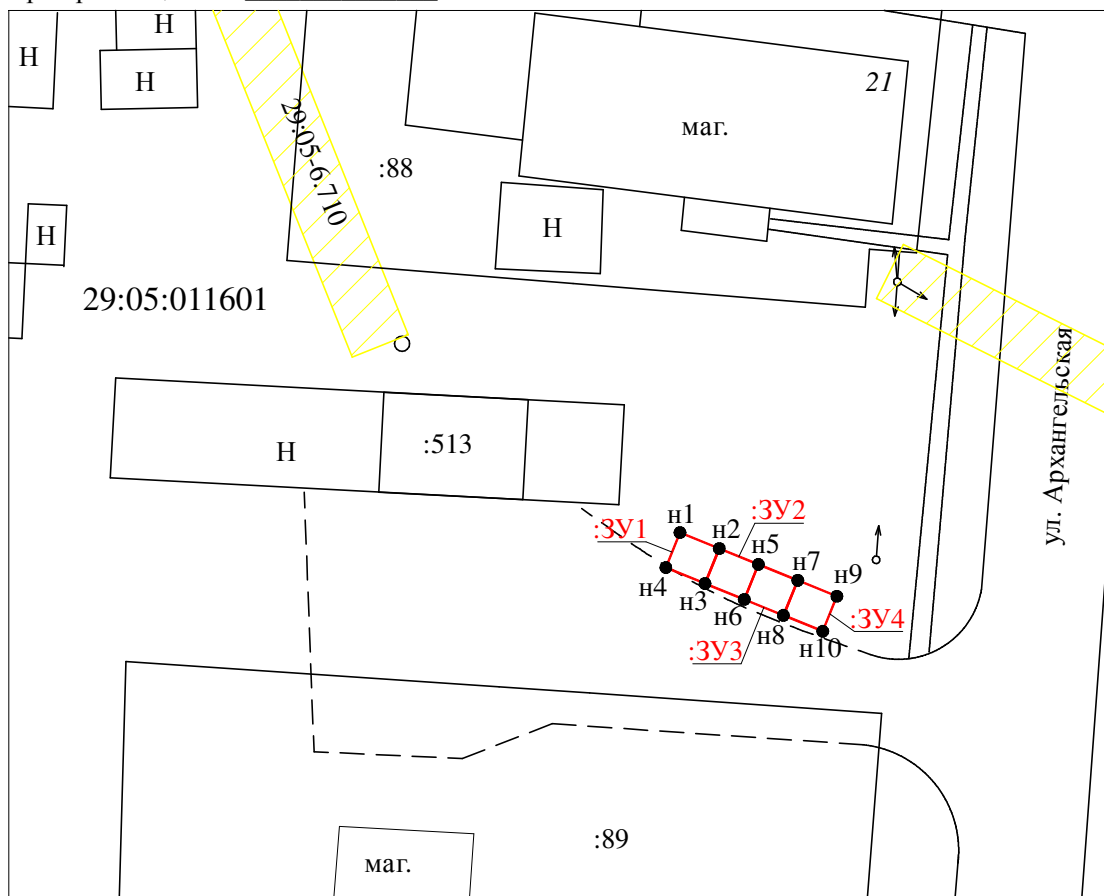 Н
Н
Н
21
маг.
29:05-6.710
:88
Н
Н
29:05:011601
ул. Архангельская
Н
:513
:ЗУ1
н1
н2
:ЗУ2
н5
н7
н9
н4
н3
н6
н8
н10
:ЗУ3
:ЗУ4
:89
маг.